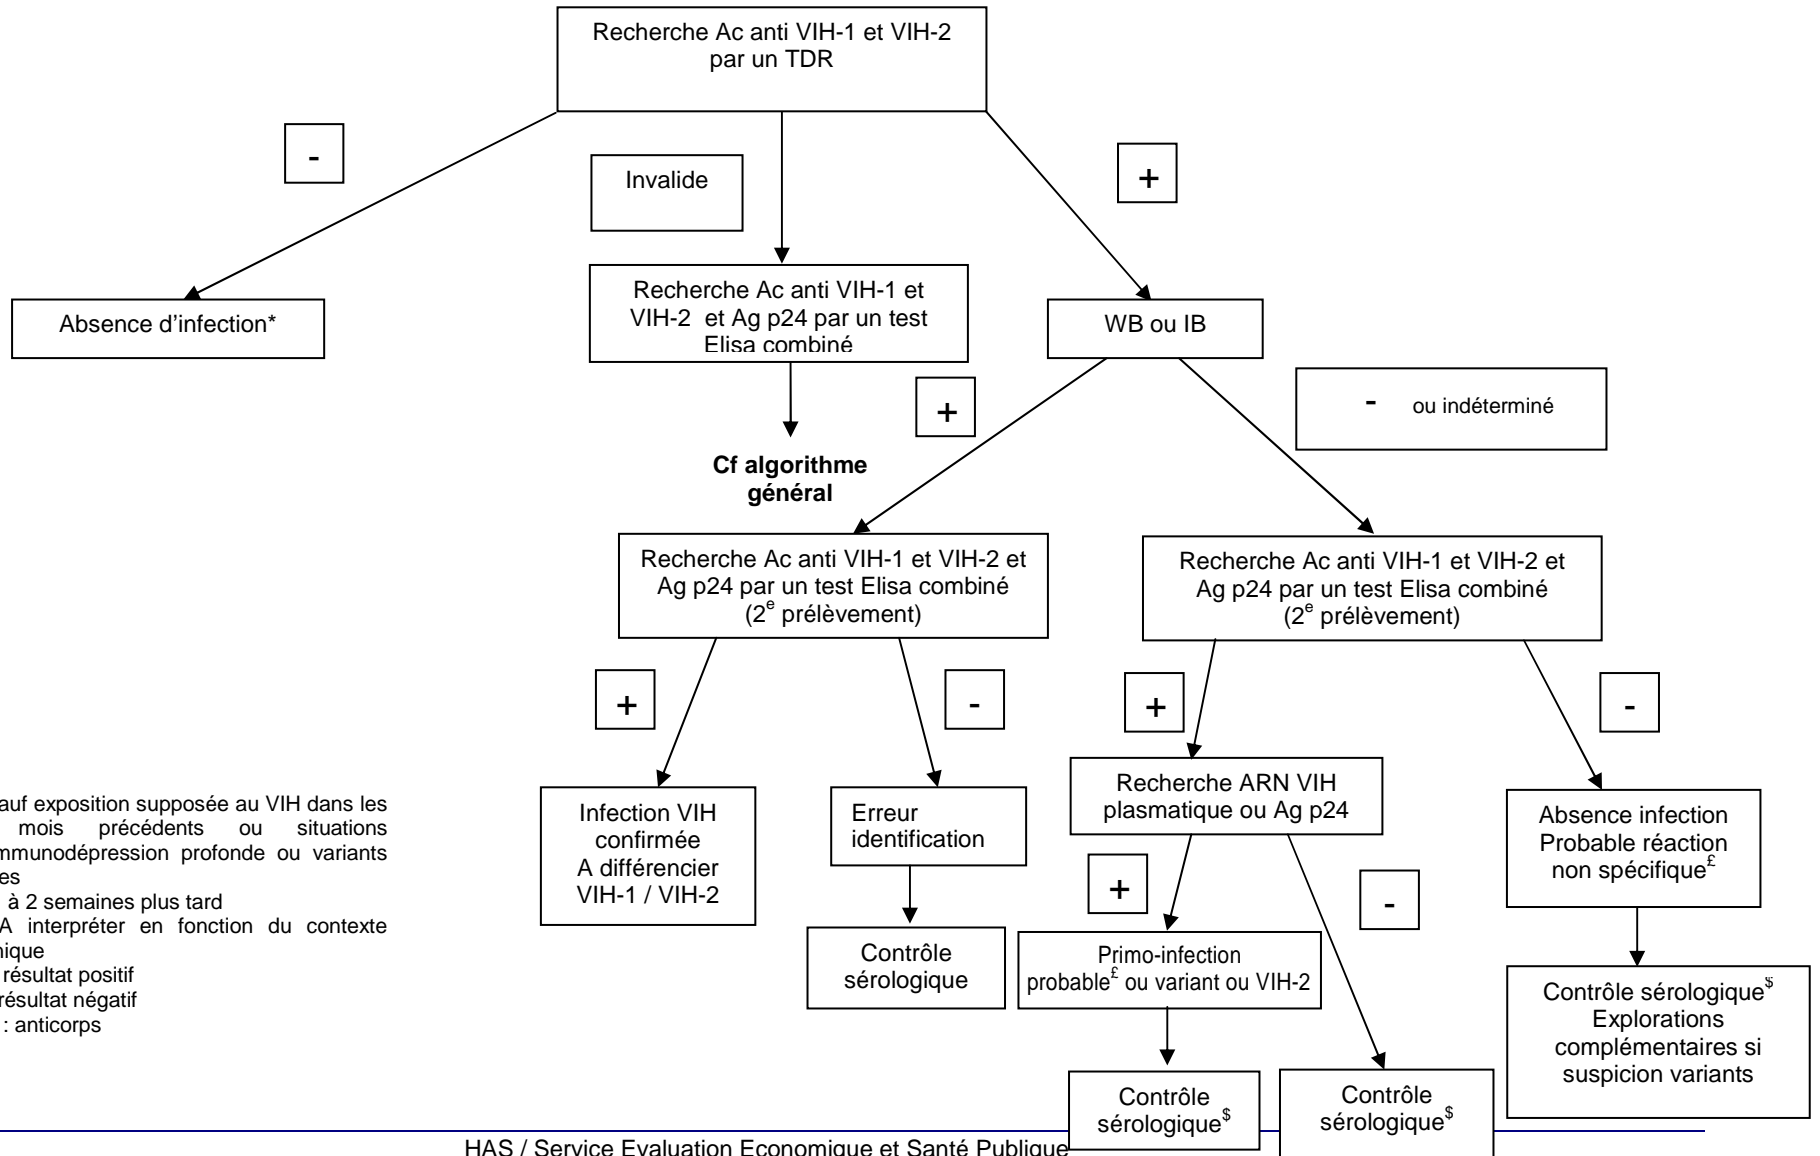 Recherche Ac anti VIH-1 et VIH-2
par un TDR
-
Invalide
+
Absence d'infection*
Recherche Ac anti VIH-1 et
VIH-2 et Ag p24 par un test
Elisa combiné
WB ou IB
Cf algorithme
général
+
- ou indéterminé
Recherche Ac anti VIH-1 et VIH-2 et
Ag p24 par un test Elisa combiné
(2e prélèvement)
Recherche Ac anti VIH-1 et VIH-2 et
Ag p24 par un test Elisa combiné
(2e prélèvement)
+
-
+
-
Infection VIH
confirmée
A différencier
VIH-1 / VIH-2
Erreur
identification
Contrôle
sérologique
Recherche ARN VIH
plasmatique ou Ag p24
Absence infection
Probable réaction
non spécifique£
+
-
Primo-infection
probable£ ou variant ou VIH-2
Contrôle
sérologique$
Contrôle
sérologique$
Contrôle sérologique$
Explorations
complémentaires si
suspicion variants
exposition supposée au VIH dans les
mois précédents ou situations
profonde ou variants
à 2 semaines plus tard
A interpréter en fonction du contexte
résultat positif
résultat négatif
: anticorps
HAS / Service Evaluation Economique et Santé Publique